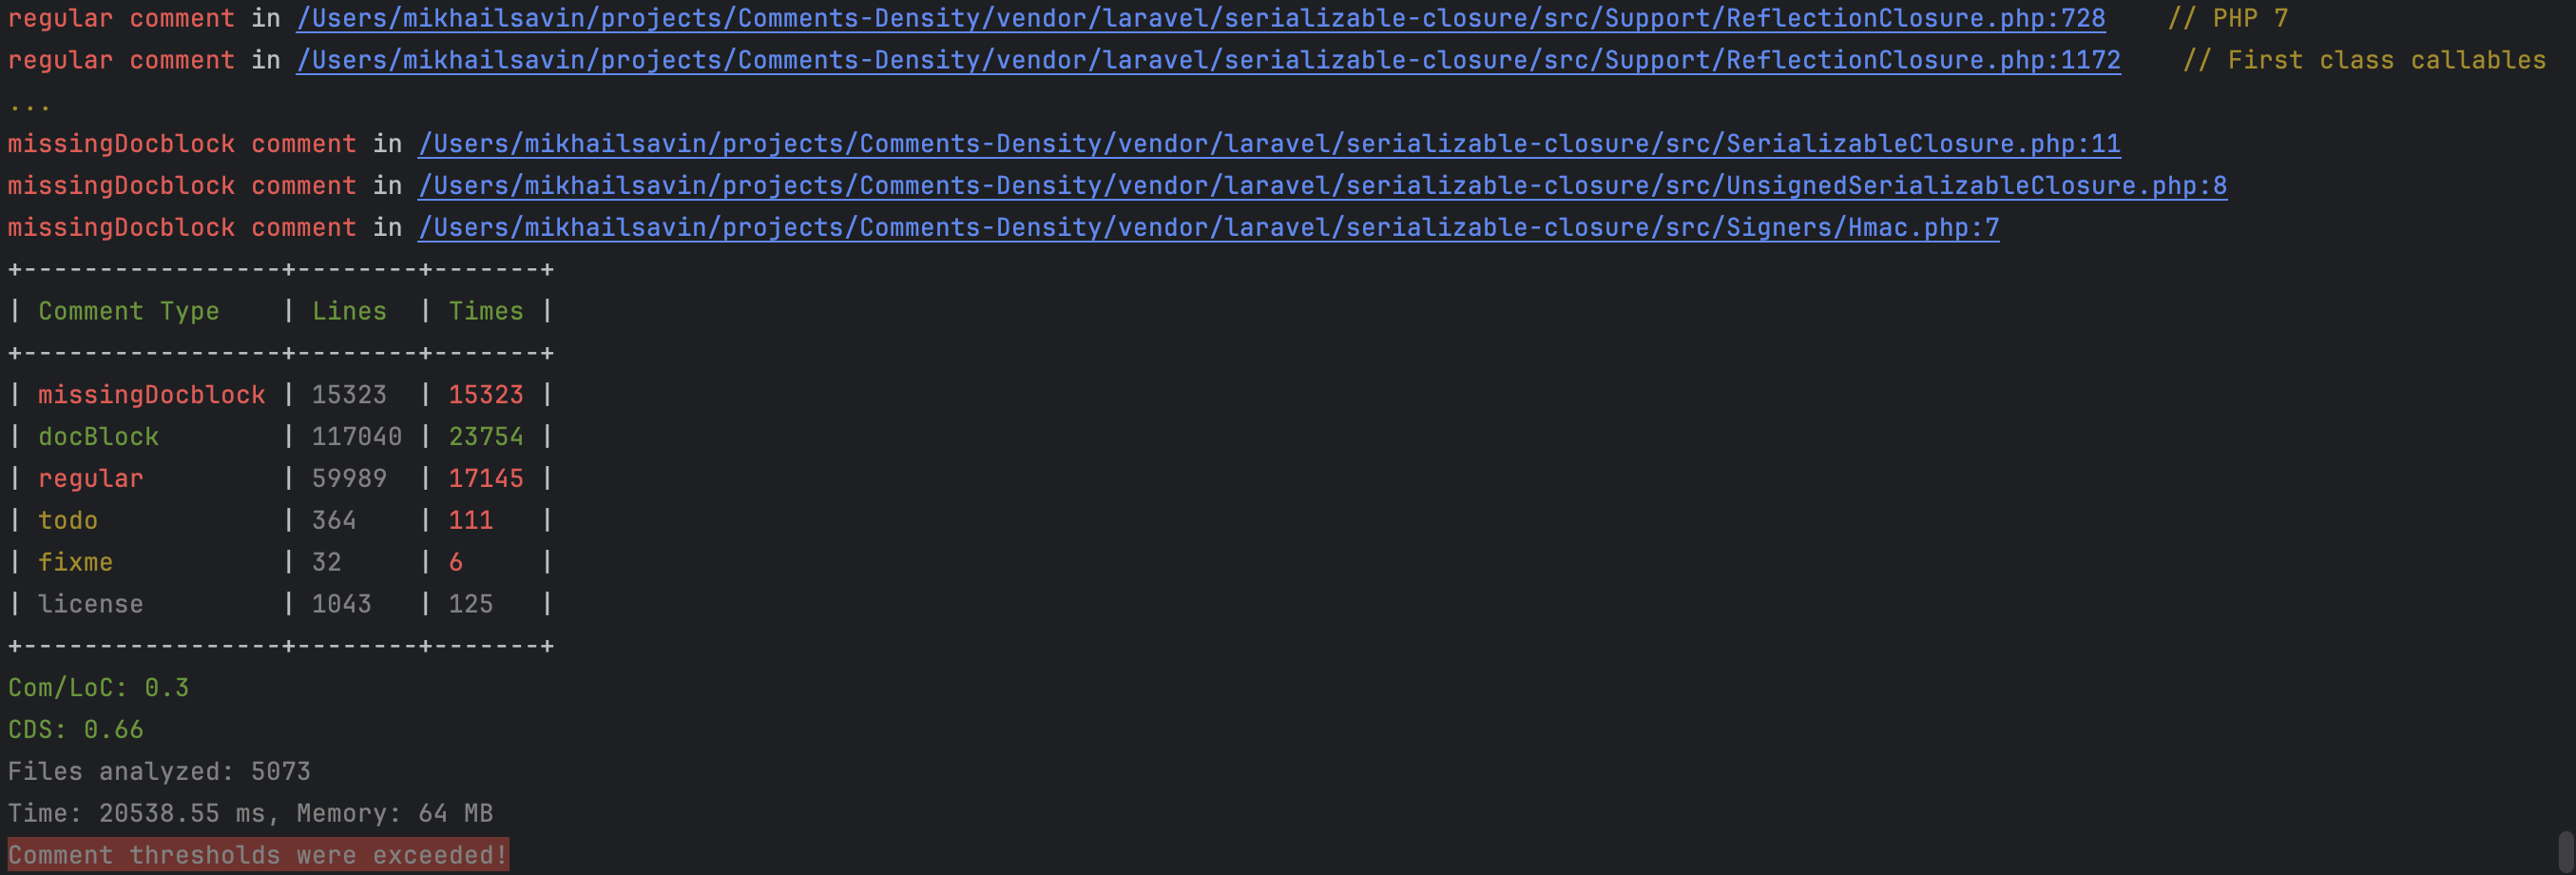 regular comment in /Users/mikhailsavin/projects/Comments-Density/vendor/laravel/serializable-closure/src/Support/ReflectionClosure.php:728    // PHP 7
regular comment in /Users/mikhailsavin/projects/Comments-Density/vendor/laravel/serializable-closure/src/Support/ReflectionClosure.php:1172    // First class callables
...
missingDocblock comment in /Users/mikhailsavin/projects/Comments-Density/vendor/laravel/serializable-closure/src/SerializableClosure.php:11
missingDocblock comment in /Users/mikhailsavin/projects/Comments-Density/vendor/laravel/serializable-closure/src/UnsignedSerializableClosure.php:8
missingDocblock comment in /Users/mikhailsavin/projects/Comments-Density/vendor/laravel/serializable-closure/src/Signers/Hmac.php:7
+-----------------+--------+-------+
| Comment Type    | Lines  | Times |
+-----------------+--------+-------+
| missingDocblock | 15323  | 15323 |
| docBlock        | 117040 | 23754 |
| regular         | 59989  | 17145 |
| todo            | 364    | 111   |
| fixme           | 32     | 6     |
| license         | 1043   | 125   |
+-----------------+--------+-------+
Com/LoC: 0.3
CDS: 0.66
Files analyzed: 5073
Time: 20538.55 ms, Memory: 64 MB
Comment thresholds were exceeded!